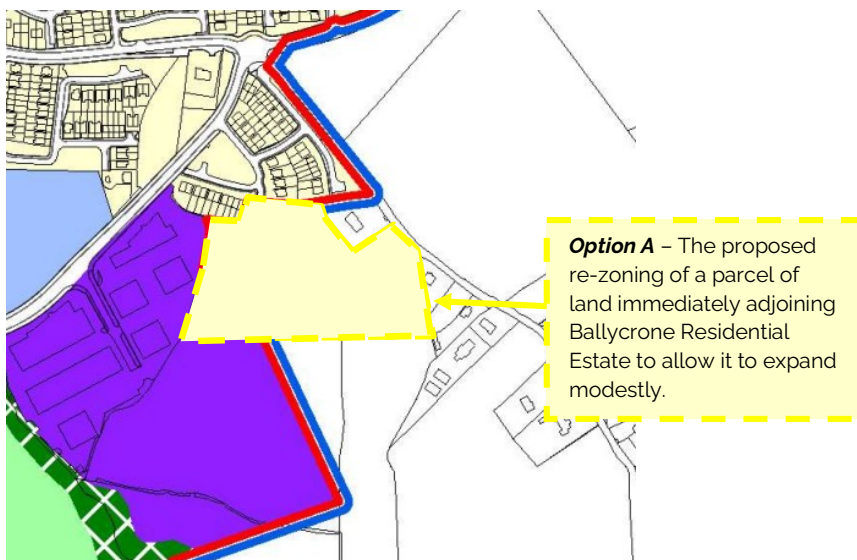 Option A – The proposed
re-zoning of a parcel of
land immediately adjoining
Ballycrone Residential
Estate to allow it to expand
modestly.